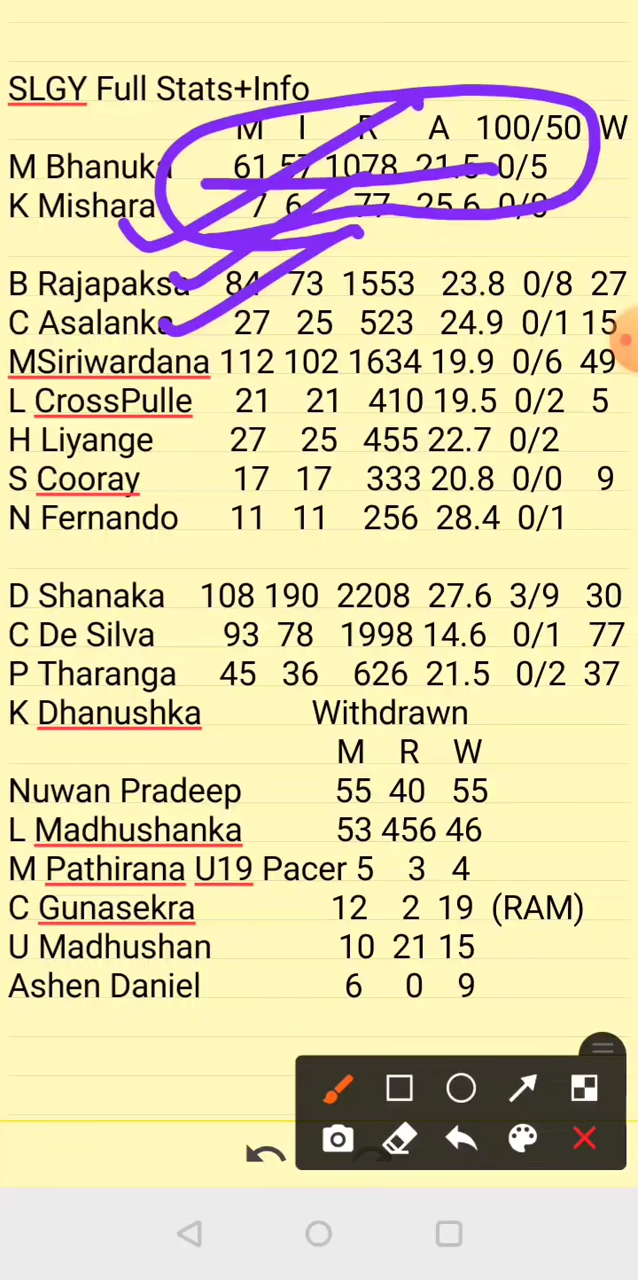 SLGY Full Stats+Info
M I R A 100/50 W
M Bhanuka 61 57 1078 21.5 0/5
K Mishara 7 6 77 25.6 0/0
B Rajapaksa 84 73 1553 23.8 0/8 27
C Asalanka 27 25 523 24.9 0/1 15
MSiriwardana 112 102 1634 19.9 0/6 49
L CrossPulle 21 21 410 19.5 0/2 5
H Liyange 27 25 455 22.7 0/2
S Cooray 17 17 333 20.8 0/0 9
N Fernando 11 11 256 28.4 0/1
D Shanaka 108 190 2208 27.6 3/9 30
C De Silva 93 78 1998 14.6 0/1 77
P Tharanga 45 36 626 21.5 0/2 37
K Dhanushka Withdrawn
M R W
Nuwan Pradeep 55 40 55
L Madhushanka 53 456 46
M Pathirana U19 Pacer 5 3 4
C Gunasekra 12 2 19 (RAM)
U Madhushan 10 21 15
Ashen Daniel 6 0 9